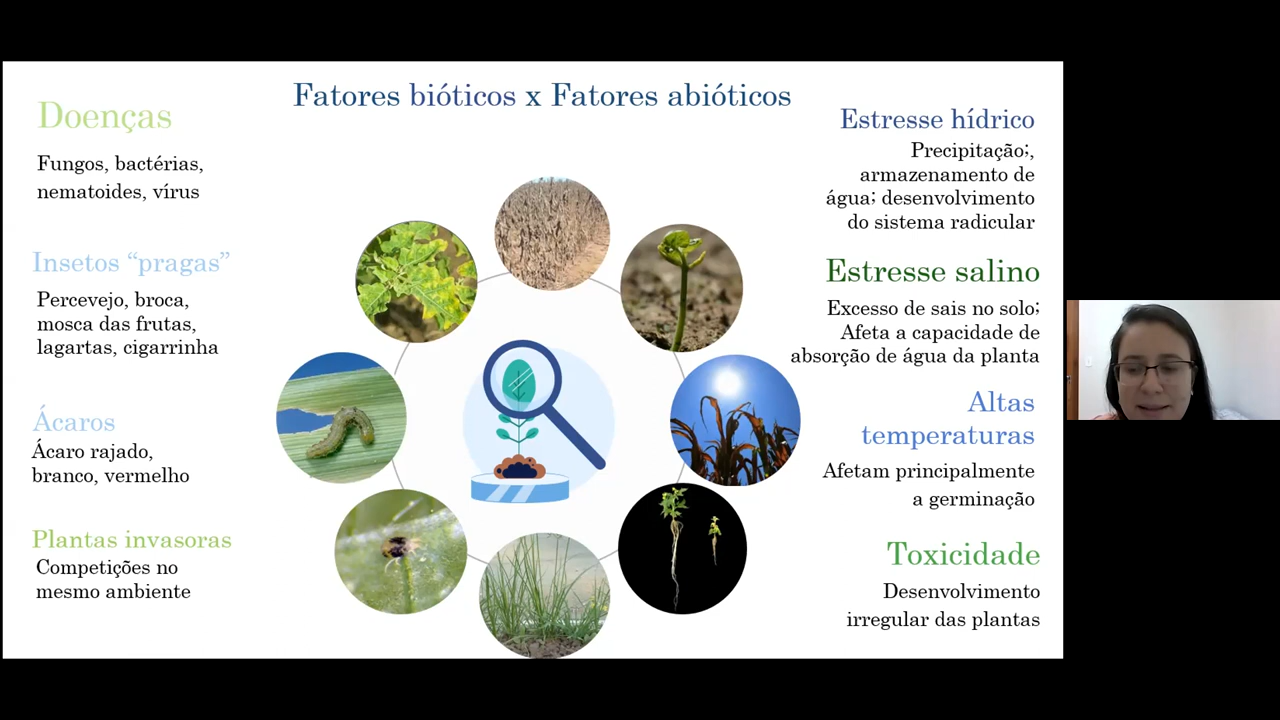 Fatores bióticos x Fatores abióticos
Doenças
Fungos, bactérias,
nematoides, vírus
Insetos “pragas”
Percevejo, broca,
mosca das frutas,
lagartas, cigarrinha
Ácaros
Ácaro rajado,
branco, vermelho
Plantas invasoras
Competições no
mesmo ambiente
Estresse hídrico
Precipitação;,
armazenamento de
água; desenvolvimento
do sistema radicular
Estresse salino
Excesso de sais no solo;
Afeta a capacidade de
absorção de água da planta
Altas
temperaturas
Afetam principalmente
a germinação
Toxicidade
Desenvolvimento
irregular das plantas